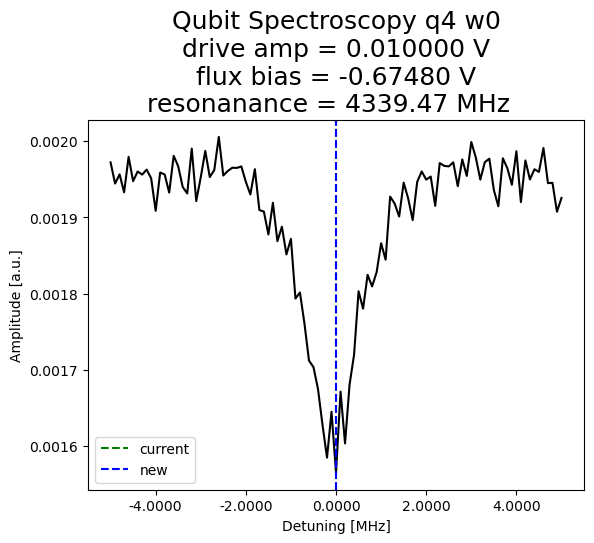 Qubit Spectroscopy q4 w0
drive amp = 0.010000 V
flux bias = -0.67480 V
resonanance = 4339.47 MHz
0.0020
0.0019
0.0018
0.0017
0.0016
Amplitude [a.u.]
current
new
-4.0000 -2.0000 0.0000 2.0000 4.0000
Detuning [MHz]